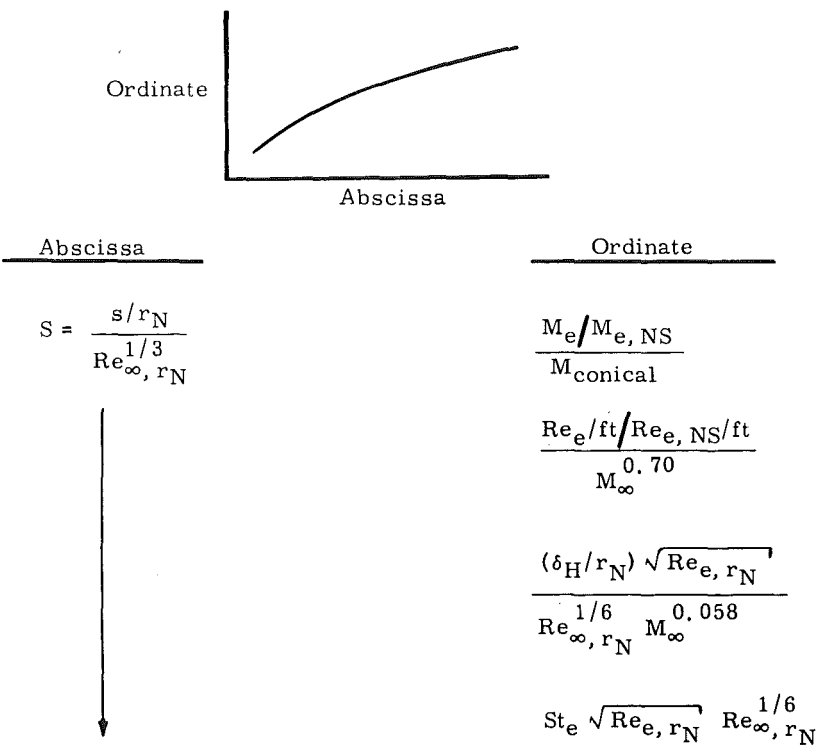 Ordinate
Abscissa
Abscissa Ordinate
S = (s/r_N) / Re_{∞, r_N}^{1/3}
(M_e/M_{e, NS}) / M_{conical}
(Re_e/ft/Re_{e, NS}/ft) / M_∞^{0.70}
((δ_H/r_N) √Re_{e, r_N}) / (Re_{∞, r_N}^{1/6} M_∞^{0.058})
St_e √Re_{e, r_N} Re_{∞, r_N}^{1/6}